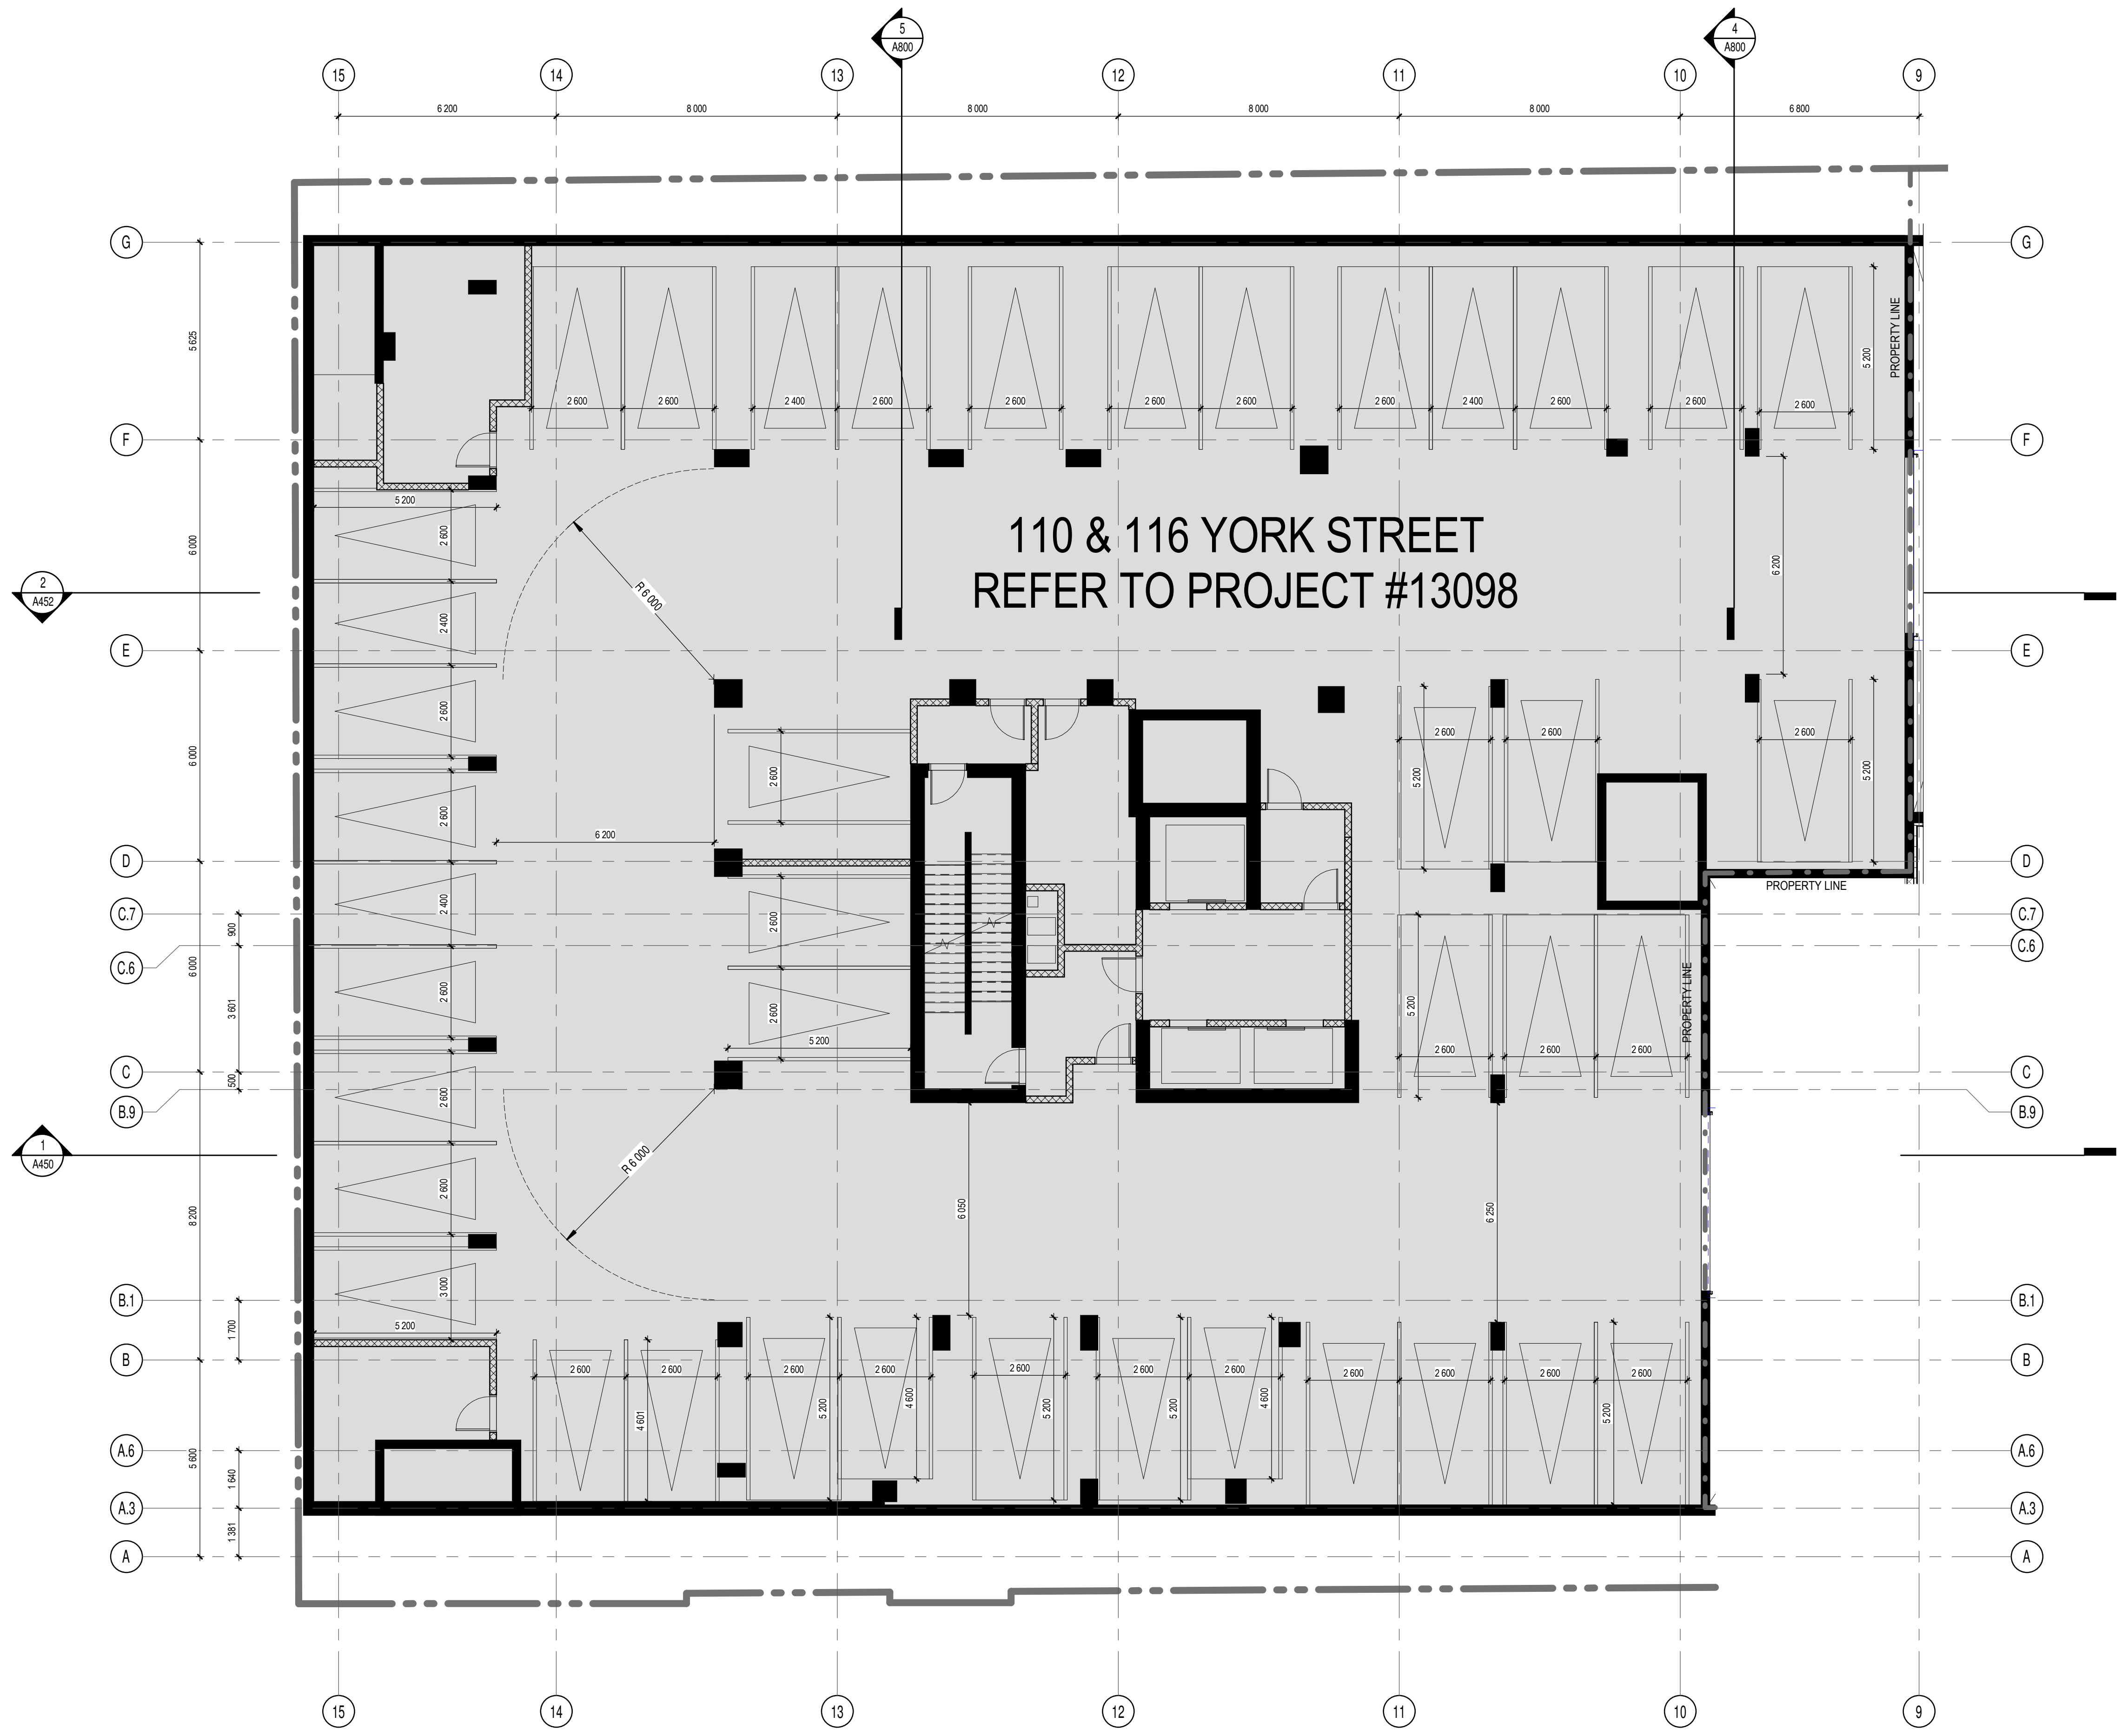 5
A800
4
A800
15
14
13
12
11
10
9
6 200
8 000
8 000
8 000
8 000
6 800
G
G
5 625
5 200
PROPERTY LINE
2 600
2 600
2 400
2 600
2 600
2 600
2 600
2 600
2 400
2 600
2 600
2 600
F
F
5 200
2 600
6 000
110 & 116 YORK STREET
REFER TO PROJECT #13098
6 200
R 6 000
2
A452
2 400
E
E
2 600
2 600
2 600
2 600
5 200
5 200
6 000
2 600
2 600
6 200
D
D
PROPERTY LINE
2 400
C.7
C.7
900
2 600
C.6
C.6
6 000
PROPERTY LINE
2 600
3 601
2 600
5 200
5 200
2 600
2 600
2 600
C
C
500
2 600
B.9
B.9
1
A450
R 6 000
2 600
8 200
6 050
6 250
3 000
B.1
B.1
1 700
5 200
B
B
2 600
2 600
2 600
2 600
2 600
2 600
2 600
2 600
2 600
2 600
2 600
4 601
5 200
4 600
5 200
5 200
4 600
5 200
A.6
A.6
5 600
1 640
A.3
A.3
1 381
A
A
15
14
13
12
11
10
9